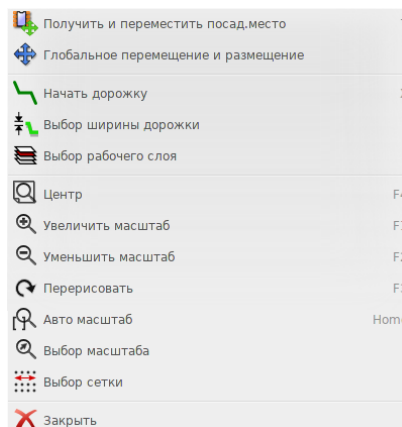 Получить и переместить посад.место
Глобальное перемещение и размещение
Начать дорожку
Выбор ширины дорожки
Выбор рабочего слоя
Центр
Увеличить масштаб
Уменьшить масштаб
Перерисовать
Авто масштаб Home
Выбор масштаба
Выбор сетки
Закрыть